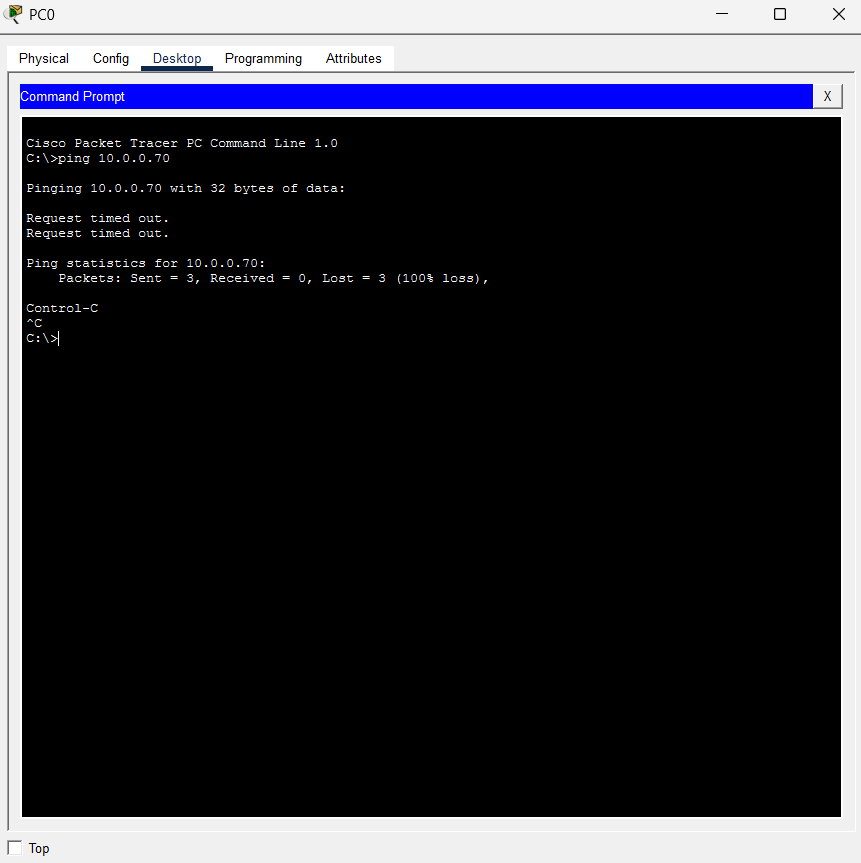 PC0
Physical Config Desktop Programming Attributes
Command Prompt X
Cisco Packet Tracer PC Command Line 1.0
C:\>ping 10.0.0.70
Pinging 10.0.0.70 with 32 bytes of data:
Request timed out.
Request timed out.
Ping statistics for 10.0.0.70:
    Packets: Sent = 3, Received = 0, Lost = 3 (100% loss),
Control-C
^C
C:\>
Top